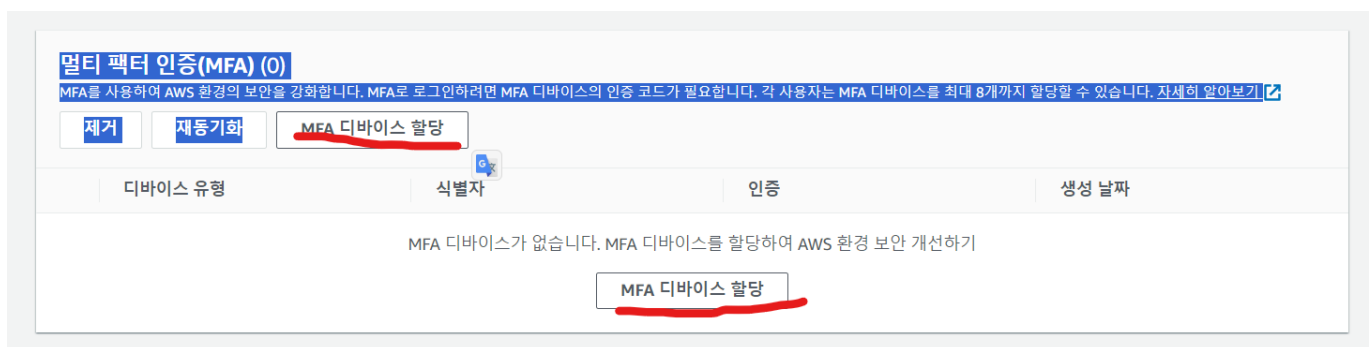 멀티 팩터 인증(MFA) (0)
MFA를 사용하여 AWS 환경의 보안을 강화합니다. MFA로 로그인하려면 MFA 디바이스의 인증 코드가 필요합니다. 각 사용자는 MFA 디바이스를 최대 8개까지 할당할 수 있습니다. 자세히 알아보기
제거 재동기화 MFA 디바이스 할당
디바이스 유형 식별자 인증 생성 날짜
MFA 디바이스가 없습니다. MFA 디바이스를 할당하여 AWS 환경 보안 개선하기
MFA 디바이스 할당